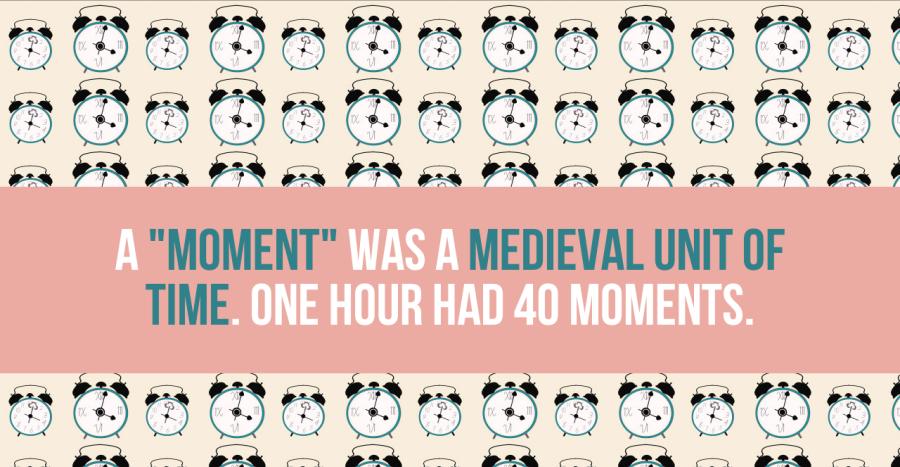 A "MOMENT" WAS A MEDIEVAL UNIT OF
TIME. ONE HOUR HAD 40 MOMENTS.